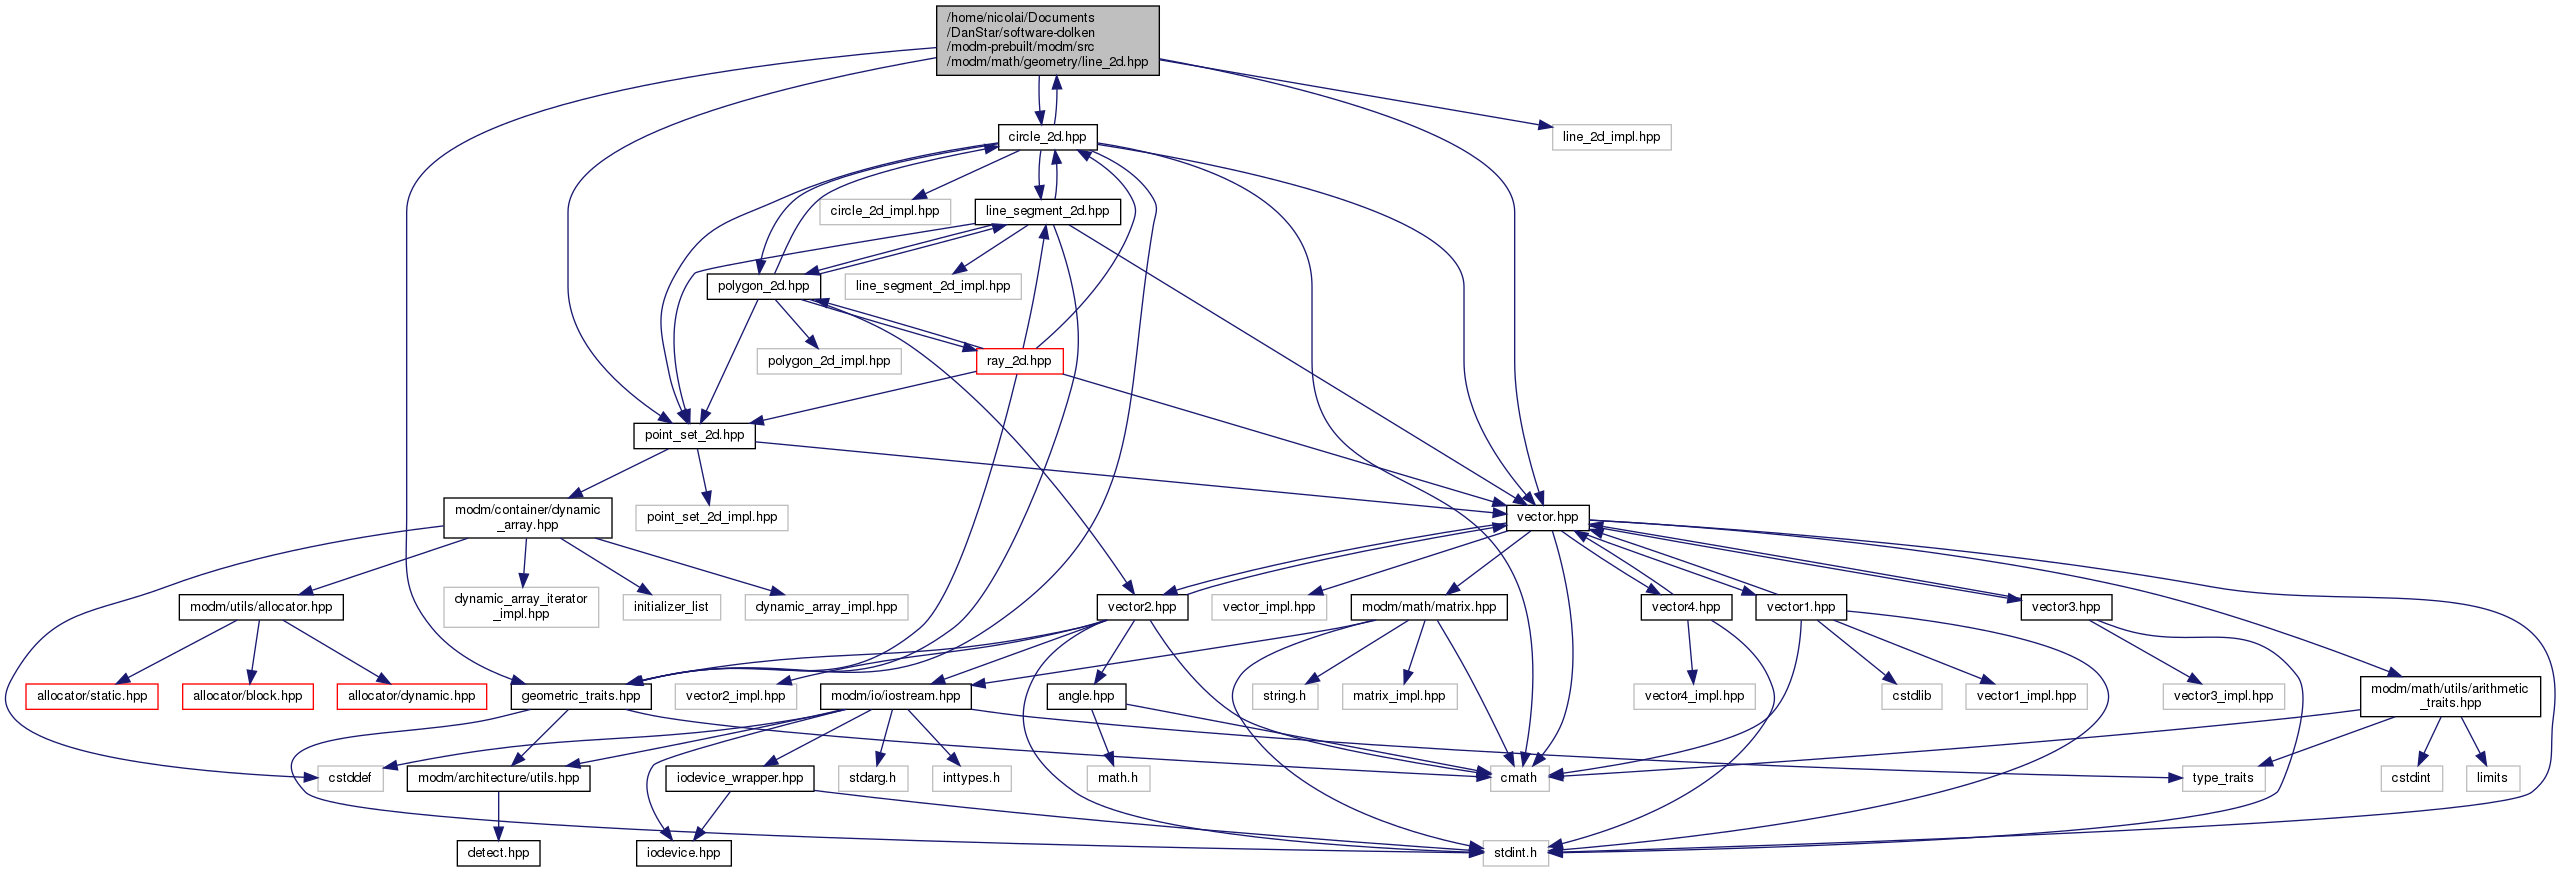 /home/nicolai/Documents
/DanStar/software-dolken
/modm-prebuilt/modm/src
/modm/math/geometry/line_2d.hpp
circle_2d.hpp
line_2d_impl.hpp
circle_2d_impl.hpp
line_segment_2d.hpp
polygon_2d.hpp
line_segment_2d_impl.hpp
polygon_2d_impl.hpp
ray_2d.hpp
point_set_2d.hpp
modm/container/dynamic
_array.hpp
point_set_2d_impl.hpp
vector.hpp
modm/utils/allocator.hpp
dynamic_array_iterator
_impl.hpp
initializer_list
dynamic_array_impl.hpp
vector2.hpp
vector_impl.hpp
modm/math/matrix.hpp
vector4.hpp
vector1.hpp
vector3.hpp
allocator/static.hpp
allocator/block.hpp
allocator/dynamic.hpp
geometric_traits.hpp
vector2_impl.hpp
modm/io/iostream.hpp
angle.hpp
string.h
matrix_impl.hpp
vector4_impl.hpp
cstdlib
vector1_impl.hpp
vector3_impl.hpp
modm/math/utils/arithmetic
_traits.hpp
cstddef
modm/architecture/utils.hpp
iodevice_wrapper.hpp
stdarg.h
inttypes.h
math.h
cmath
type_traits
cstdint
limits
detect.hpp
iodevice.hpp
stdint.h